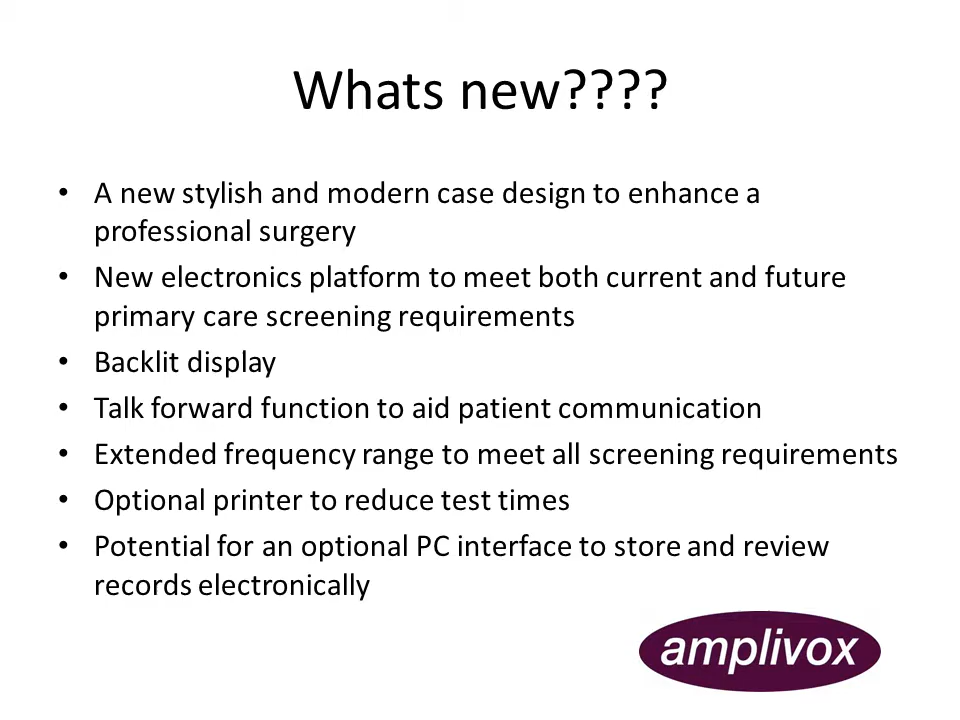 Whats new????
• A new stylish and modern case design to enhance a
professional surgery
• New electronics platform to meet both current and future
primary care screening requirements
• Backlit display
• Talk forward function to aid patient communication
• Extended frequency range to meet all screening requirements
• Optional printer to reduce test times
• Potential for an optional PC interface to store and review
records electronically
amplivox